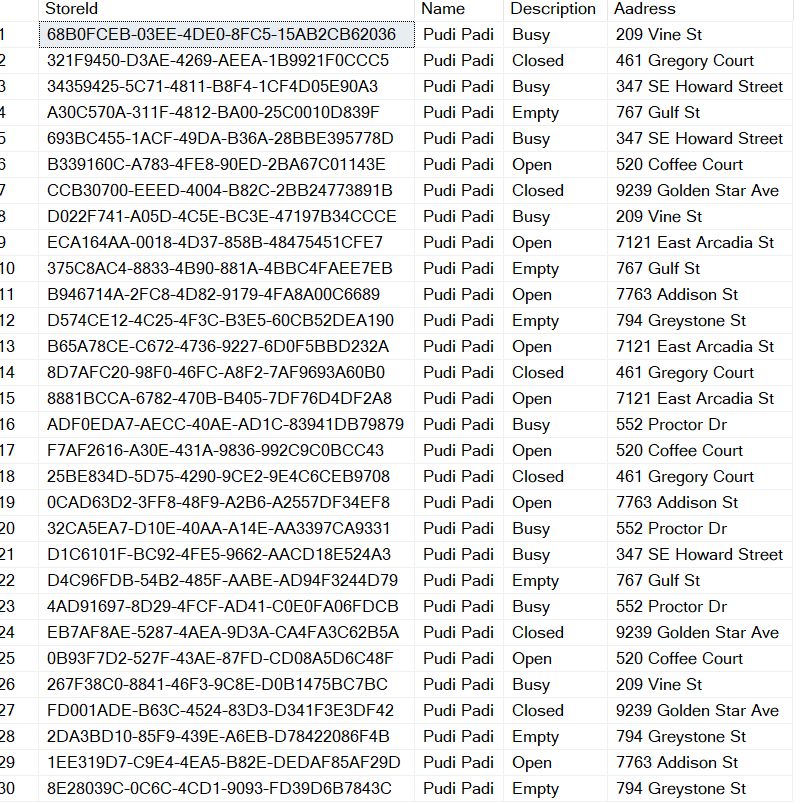 StoreId Name Description Aadress
1 68B0FCEB-03EE-4DE0-8FC5-15AB2CB62036 Pudi Padi Busy 209 Vine St
2 321F9450-D3AE-4269-AEEA-1B9921F0CCC5 Pudi Padi Closed 461 Gregory Court
3 34359425-5C71-4811-B8F4-1CF4D05E90A3 Pudi Padi Busy 347 SE Howard Street
4 A30C570A-311F-4812-BA00-25C0010D839F Pudi Padi Empty 767 Gulf St
5 693BC455-1ACF-49DA-B36A-28BBE395778D Pudi Padi Busy 347 SE Howard Street
6 B339160C-A783-4FE8-90ED-2BA67C01143E Pudi Padi Open 520 Coffee Court
7 CCB30700-EEED-4004-B82C-2BB24773891B Pudi Padi Closed 9239 Golden Star Ave
8 D022F741-A05D-4C5E-BC3E-47197B34CCCE Pudi Padi Busy 209 Vine St
9 ECA164AA-0018-4D37-858B-48475451CFE7 Pudi Padi Open 7121 East Arcadia St
10 375C8AC4-8833-4B90-881A-4BBC4FAEE7EB Pudi Padi Empty 767 Gulf St
11 B946714A-2FC8-4D82-9179-4FA8A00C6689 Pudi Padi Open 7763 Addison St
12 D574CE12-4C25-4F3C-B3E5-60CB52DEA190 Pudi Padi Empty 794 Greystone St
13 B65A78CE-C672-4736-9227-6D0F5BBD232A Pudi Padi Open 7121 East Arcadia St
14 8D7AFC20-98F0-46FC-A8F2-7AF9693A60B0 Pudi Padi Closed 461 Gregory Court
15 8881BCCA-6782-470B-B405-7DF76D4DF2A8 Pudi Padi Open 7121 East Arcadia St
16 ADF0EDA7-AECC-40AE-AD1C-83941DB79879 Pudi Padi Busy 552 Proctor Dr
17 F7AF2616-A30E-431A-9836-992C9C0BCC43 Pudi Padi Open 520 Coffee Court
18 25BE834D-5D75-4290-9CE2-9E4C6CEB9708 Pudi Padi Closed 461 Gregory Court
19 0CAD63D2-3FF8-48F9-A2B6-A2557DF34EF8 Pudi Padi Open 7763 Addison St
20 32CA5EA7-D10E-40AA-A14E-AA3397CA9331 Pudi Padi Busy 552 Proctor Dr
21 D1C6101F-BC92-4FE5-9662-AACD18E524A3 Pudi Padi Busy 347 SE Howard Street
22 D4C96FDB-54B2-485F-AABE-AD94F3244D79 Pudi Padi Empty 767 Gulf St
23 4AD91697-8D29-4FCF-AD41-C0E0FA06FDCB Pudi Padi Busy 552 Proctor Dr
24 EB7AF8AE-5287-4AEA-9D3A-CA4FA3C62B5A Pudi Padi Closed 9239 Golden Star Ave
25 0B93F7D2-527F-43AE-87FD-CD08A5D6C48F Pudi Padi Open 520 Coffee Court
26 267F38C0-8841-46F3-9C8E-D0B1475BC7BC Pudi Padi Busy 209 Vine St
27 FD001ADE-B63C-4524-83D3-D341F3E3DF42 Pudi Padi Closed 9239 Golden Star Ave
28 2DA3BD10-85F9-439E-A6EB-D78422086F4B Pudi Padi Empty 794 Greystone St
29 1EE319D7-C9E4-4EA5-B82E-DEDAF85AF29D Pudi Padi Open 7763 Addison St
30 8E28039C-0C6C-4CD1-9093-FD39D6B7843C Pudi Padi Empty 794 Greystone St